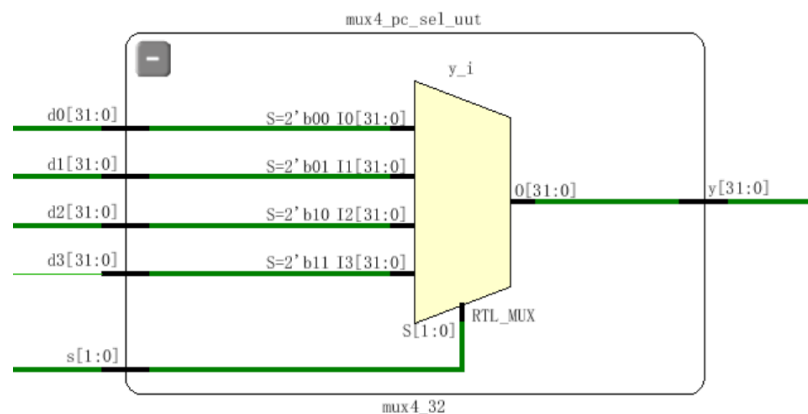 mux4_pc_sel_uut
y_i
d0[31:0] S=2'b00 I0[31:0]
d1[31:0] S=2'b01 I1[31:0]
d2[31:0] S=2'b10 I2[31:0]
O[31:0] y[31:0]
d3[31:0] S=2'b11 I3[31:0]
RTL_MUX
S[1:0]
s[1:0]
mux4_32